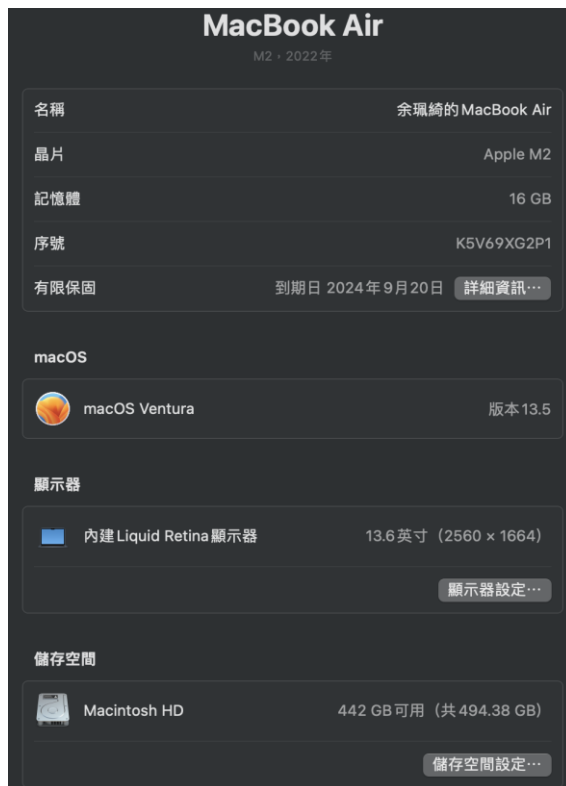 MacBook Air
M2，2022年
名稱 余珮綺的MacBook Air
晶片 Apple M2
記憶體 16 GB
序號 K5V69XG2P1
有限保固 到期日 2024年9月20日 詳細資訊⋯
macOS
macOS Ventura 版本13.5
顯示器
內建Liquid Retina顯示器 13.6英寸（2560 × 1664）
顯示器設定⋯
儲存空間
Macintosh HD 442 GB可用（共494.38 GB）
儲存空間設定⋯